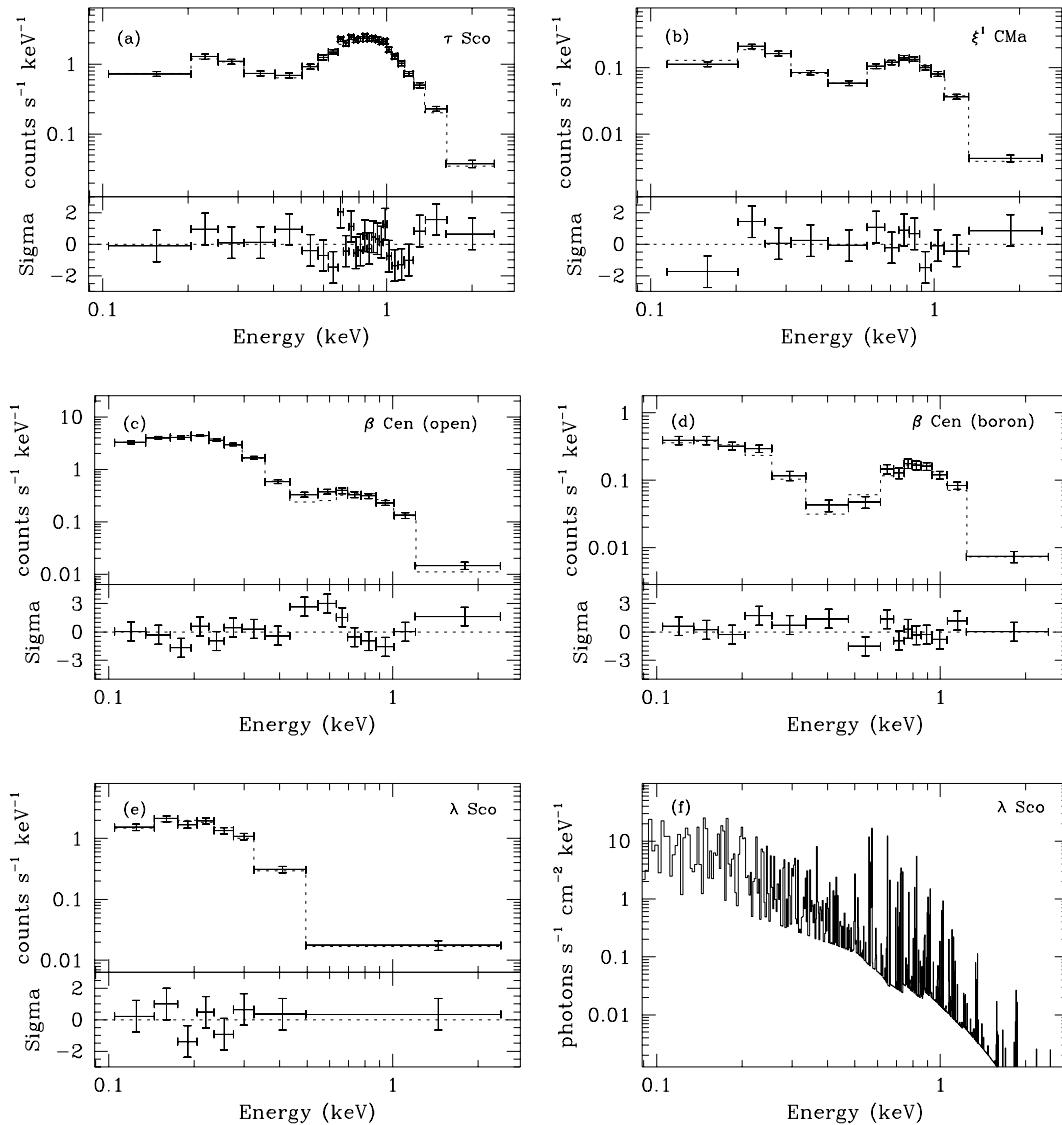 (a)
τ Sco
counts s⁻¹ keV⁻¹
1
0.1
Sigma
2
0
−2
0.1
1
Energy (keV)
(b)
ξ¹ CMa
counts s⁻¹ keV⁻¹
0.1
0.01
Sigma
2
0
−2
0.1
1
Energy (keV)
(c)
β Cen (open)
counts s⁻¹ keV⁻¹
10
1
0.1
0.01
Sigma
3
0
−3
0.1
1
Energy (keV)
(d)
β Cen (boron)
counts s⁻¹ keV⁻¹
1
0.1
0.01
Sigma
3
0
−3
0.1
1
Energy (keV)
(e)
λ Sco
counts s⁻¹ keV⁻¹
1
0.1
0.01
Sigma
2
0
−2
0.1
1
Energy (keV)
(f)
λ Sco
photons s⁻¹ cm⁻² keV⁻¹
10
1
0.1
0.01
0.1
1
Energy (keV)